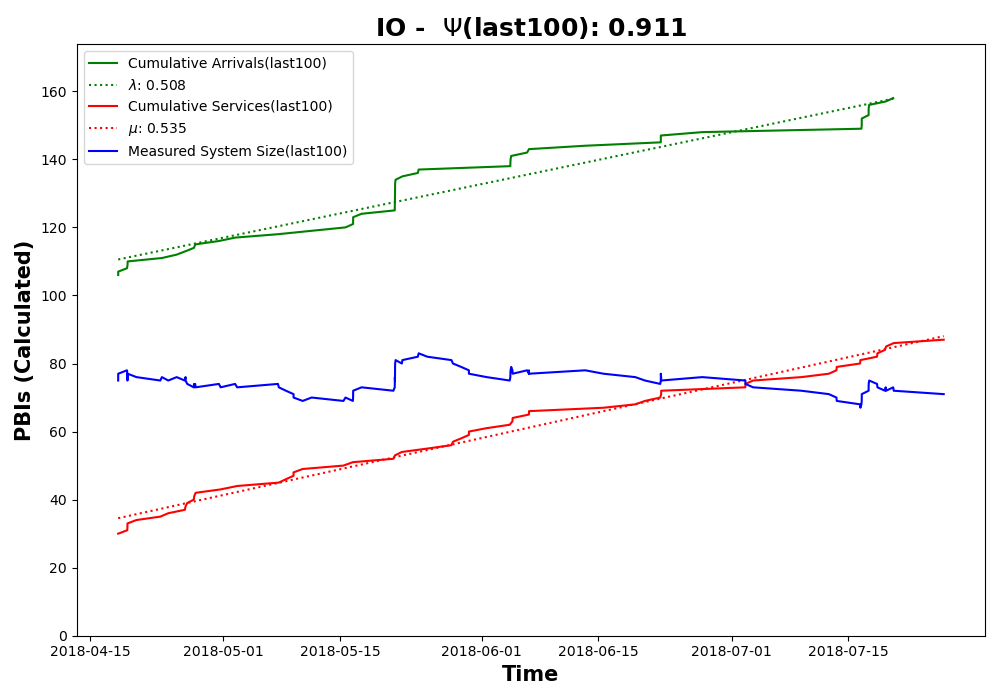 IO - Ψ(last100): 0.911
Cumulative Arrivals(last100)
λ: 0.508
Cumulative Services(last100)
μ: 0.535
Measured System Size(last100)
PBIs (Calculated)
160
140
120
100
80
60
40
20
0
2018-04-15 2018-05-01 2018-05-15 2018-06-01 2018-06-15 2018-07-01 2018-07-15
Time